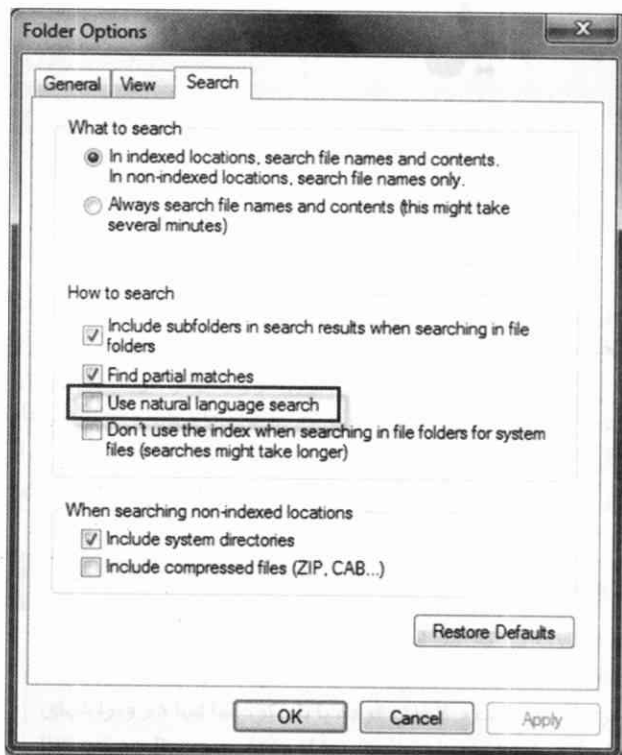 Folder Options
General View Search
What to search
In indexed locations, search file names and contents.
In non-indexed locations, search file names only.
Always search file names and contents (this might take
several minutes)
How to search
Include subfolders in search results when searching in file
folders
Find partial matches
Use natural language search
Don't use the index when searching in file folders for system
files (searches might take longer)
When searching non-indexed locations
Include system directories
Include compressed files (ZIP, CAB...)
Restore Defaults
OK Cancel Apply